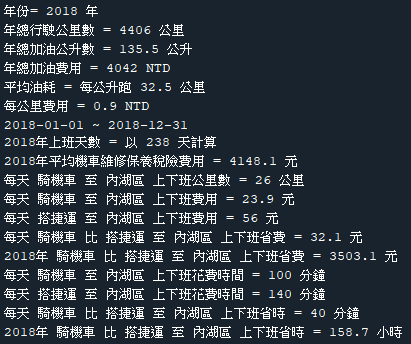 年份= 2018 年
年總行駛公里數 = 4406 公里
年總加油公升數 = 135.5 公升
年總加油費用 = 4042 NTD
平均油耗 = 每公升跑 32.5 公里
每公里費用 = 0.9 NTD
2018-01-01 ~ 2018-12-31
2018年上班天數 = 以 238 天計算
2018年平均機車維修保養稅險費用 = 4148.1 元
每天 騎機車 至 內湖區 上下班公里數 = 26 公里
每天 騎機車 至 內湖區 上下班費用 = 23.9 元
每天 搭捷運 至 內湖區 上下班費用 = 56 元
每天 騎機車 比 搭捷運 至 內湖區 上下班省費 = 32.1 元
2018年 騎機車 比 搭捷運 至 內湖區 上下班省費 = 3503.1 元
每天 騎機車 至 內湖區 上下班花費時間 = 100 分鐘
每天 搭捷運 至 內湖區 上下班花費時間 = 140 分鐘
每天 騎機車 比 搭捷運 至 內湖區 上下班省時 = 40 分鐘
2018年 騎機車 比 搭捷運 至 內湖區 上下班省時 = 158.7 小時